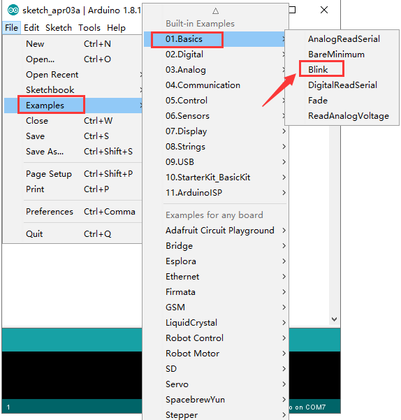 sketch_apr03a | Arduino 1.8.1
File Edit Sketch Tools Help
New Ctrl+N
Open... Ctrl+O
Open Recent
Sketchbook
Examples
Close Ctrl+W
Save Ctrl+S
Save As... Ctrl+Shift+S
Page Setup Ctrl+Shift+P
Print Ctrl+P
Preferences Ctrl+Comma
Quit Ctrl+Q
Built-in Examples
01.Basics
02.Digital
03.Analog
04.Communication
05.Control
06.Sensors
07.Display
08.Strings
09.USB
10.StarterKit_BasicKit
11.ArduinoISP
Examples for any board
Adafruit Circuit Playground
Bridge
Esplora
Ethernet
Firmata
GSM
LiquidCrystal
Robot Control
Robot Motor
SD
Servo
SpacebrewYun
Stepper
AnalogReadSerial
BareMinimum
Blink
DigitalReadSerial
Fade
ReadAnalogVoltage
1
on COM7